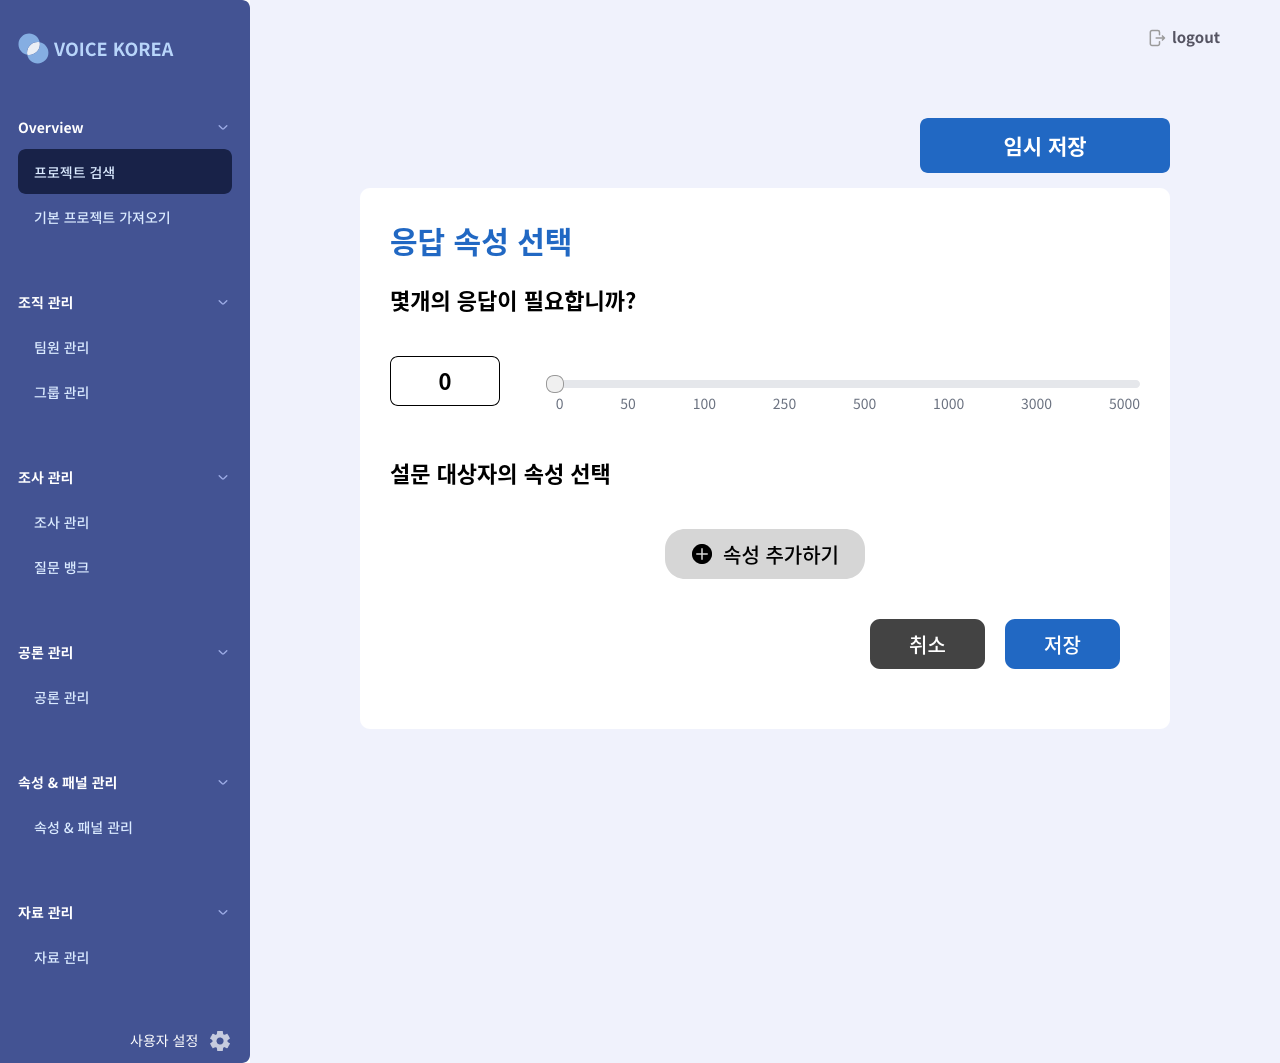 VOICE KOREA
Overview
프로젝트 검색
기본 프로젝트 가져오기
조직 관리
팀원 관리
그룹 관리
조사 관리
조사 관리
질문 뱅크
공론 관리
공론 관리
속성 & 패널 관리
속성 & 패널 관리
자료 관리
자료 관리
사용자 설정
logout
임시 저장
응답 속성 선택
몇개의 응답이 필요합니까?
0
0 50 100 250 500 1000 3000 5000
설문 대상자의 속성 선택
속성 추가하기
취소 저장